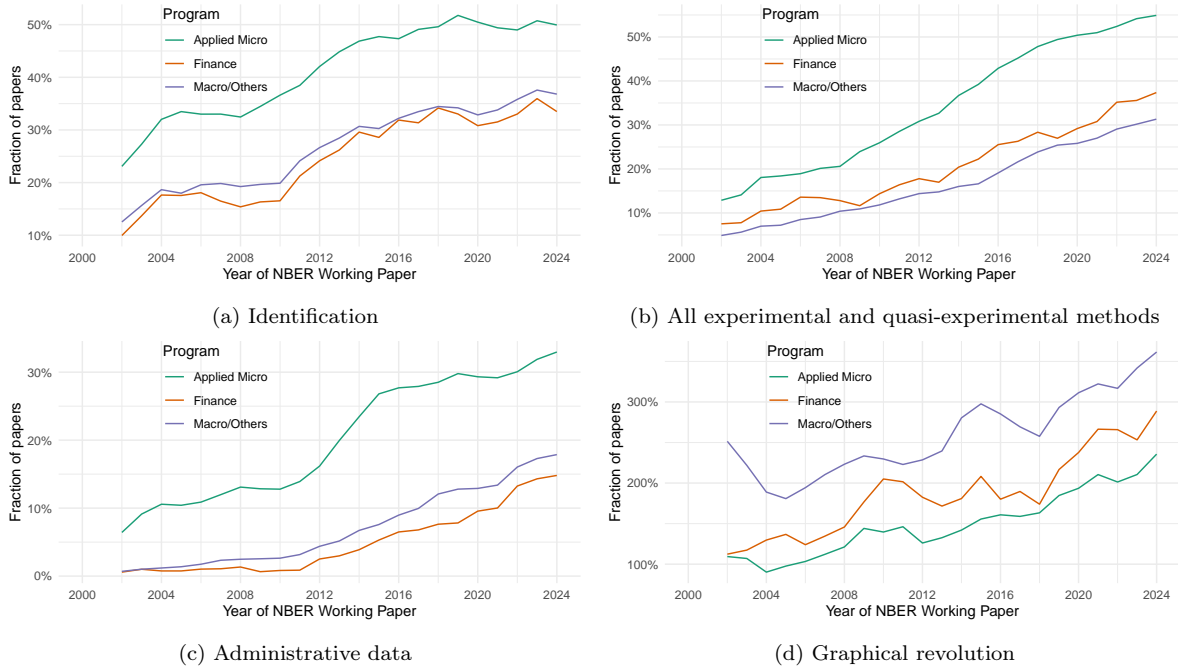 Program
Applied Micro
Finance
Macro/Others
Fraction of papers
50%
40%
30%
20%
10%
2000 2004 2008 2012 2016 2020 2024
Year of NBER Working Paper
(a) Identification
Program
Applied Micro
Finance
Macro/Others
Fraction of papers
50%
40%
30%
20%
10%
2000 2004 2008 2012 2016 2020 2024
Year of NBER Working Paper
(b) All experimental and quasi-experimental methods
Program
Applied Micro
Finance
Macro/Others
Fraction of papers
30%
20%
10%
0%
2000 2004 2008 2012 2016 2020 2024
Year of NBER Working Paper
(c) Administrative data
Program
Applied Micro
Finance
Macro/Others
Fraction of papers
300%
200%
100%
2000 2004 2008 2012 2016 2020 2024
Year of NBER Working Paper
(d) Graphical revolution